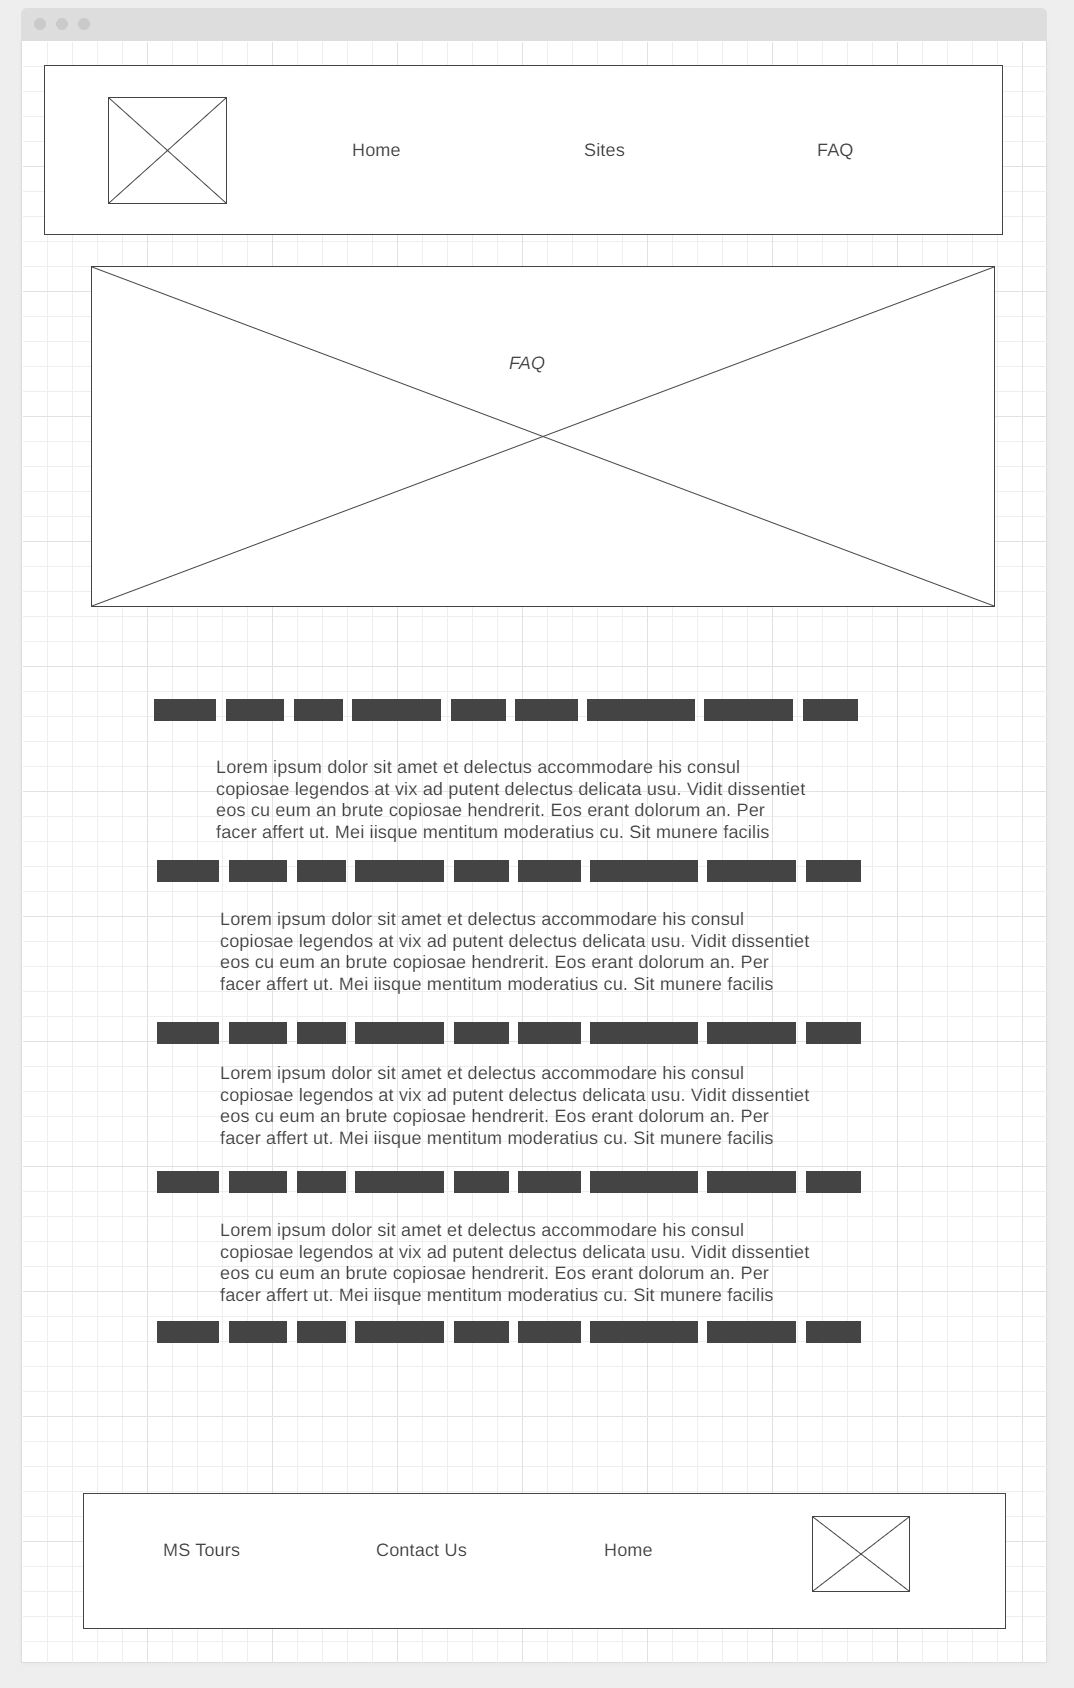 Home Sites FAQ
FAQ
Lorem ipsum dolor sit amet et delectus accommodare his consul
copiosae legendos at vix ad putent delectus delicata usu. Vidit dissentiet
eos cu eum an brute copiosae hendrerit. Eos erant dolorum an. Per
facer affert ut. Mei iisque mentitum moderatius cu. Sit munere facilis
Lorem ipsum dolor sit amet et delectus accommodare his consul
copiosae legendos at vix ad putent delectus delicata usu. Vidit dissentiet
eos cu eum an brute copiosae hendrerit. Eos erant dolorum an. Per
facer affert ut. Mei iisque mentitum moderatius cu. Sit munere facilis
Lorem ipsum dolor sit amet et delectus accommodare his consul
copiosae legendos at vix ad putent delectus delicata usu. Vidit dissentiet
eos cu eum an brute copiosae hendrerit. Eos erant dolorum an. Per
facer affert ut. Mei iisque mentitum moderatius cu. Sit munere facilis
Lorem ipsum dolor sit amet et delectus accommodare his consul
copiosae legendos at vix ad putent delectus delicata usu. Vidit dissentiet
eos cu eum an brute copiosae hendrerit. Eos erant dolorum an. Per
facer affert ut. Mei iisque mentitum moderatius cu. Sit munere facilis
MS Tours Contact Us Home